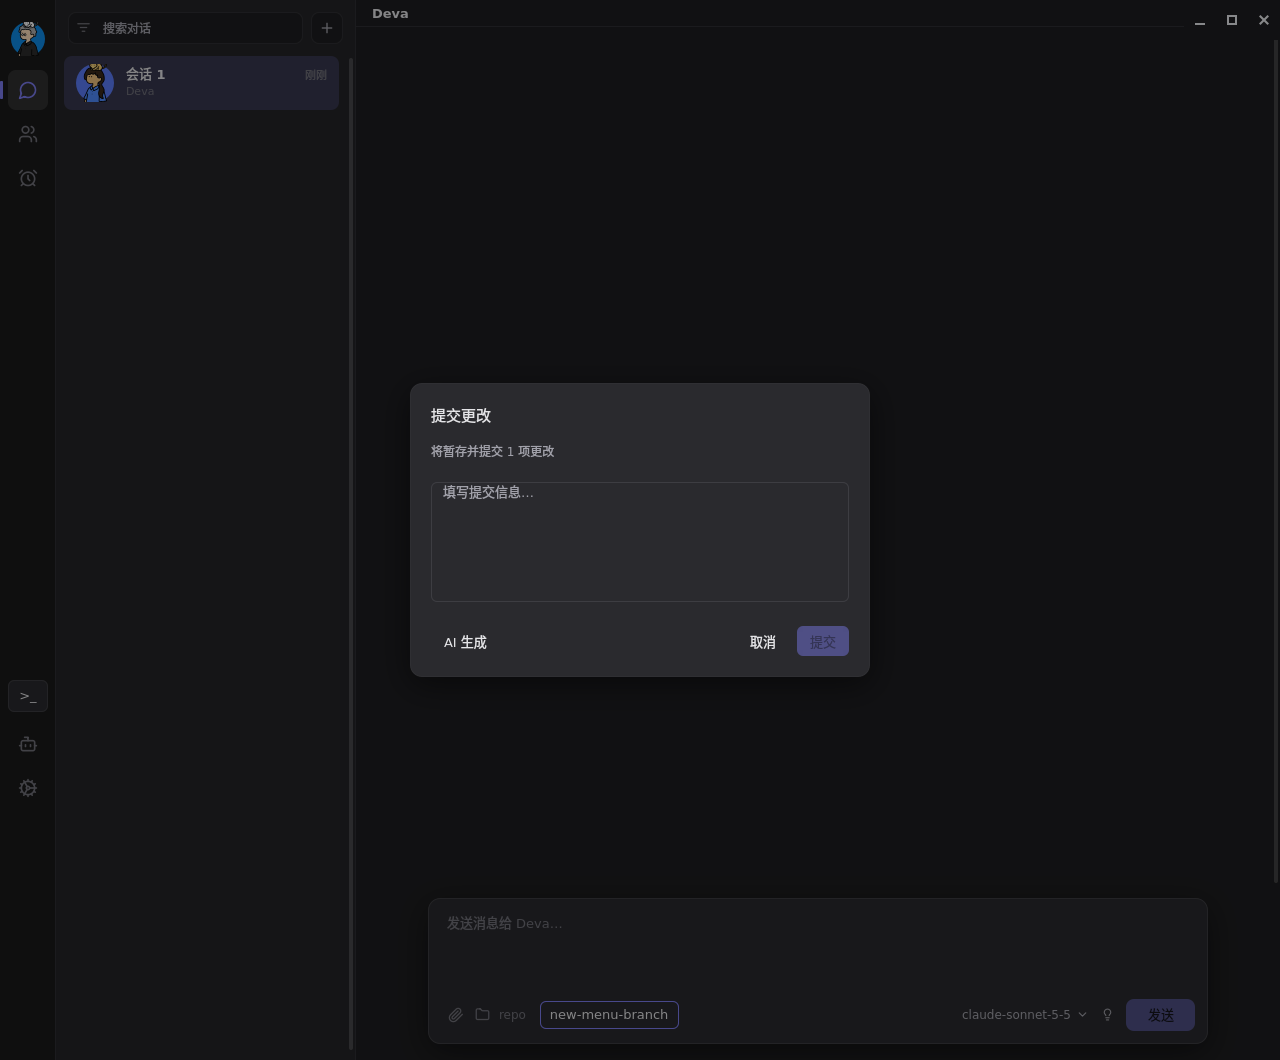 搜索对话
会话 1
刚刚
Deva
Deva
提交更改
将暂存并提交 1 项更改
填写提交信息...
AI 生成
取消
提交
>_
发送消息给 Deva...
repo
new-menu-branch
claude-sonnet-5-5
发送